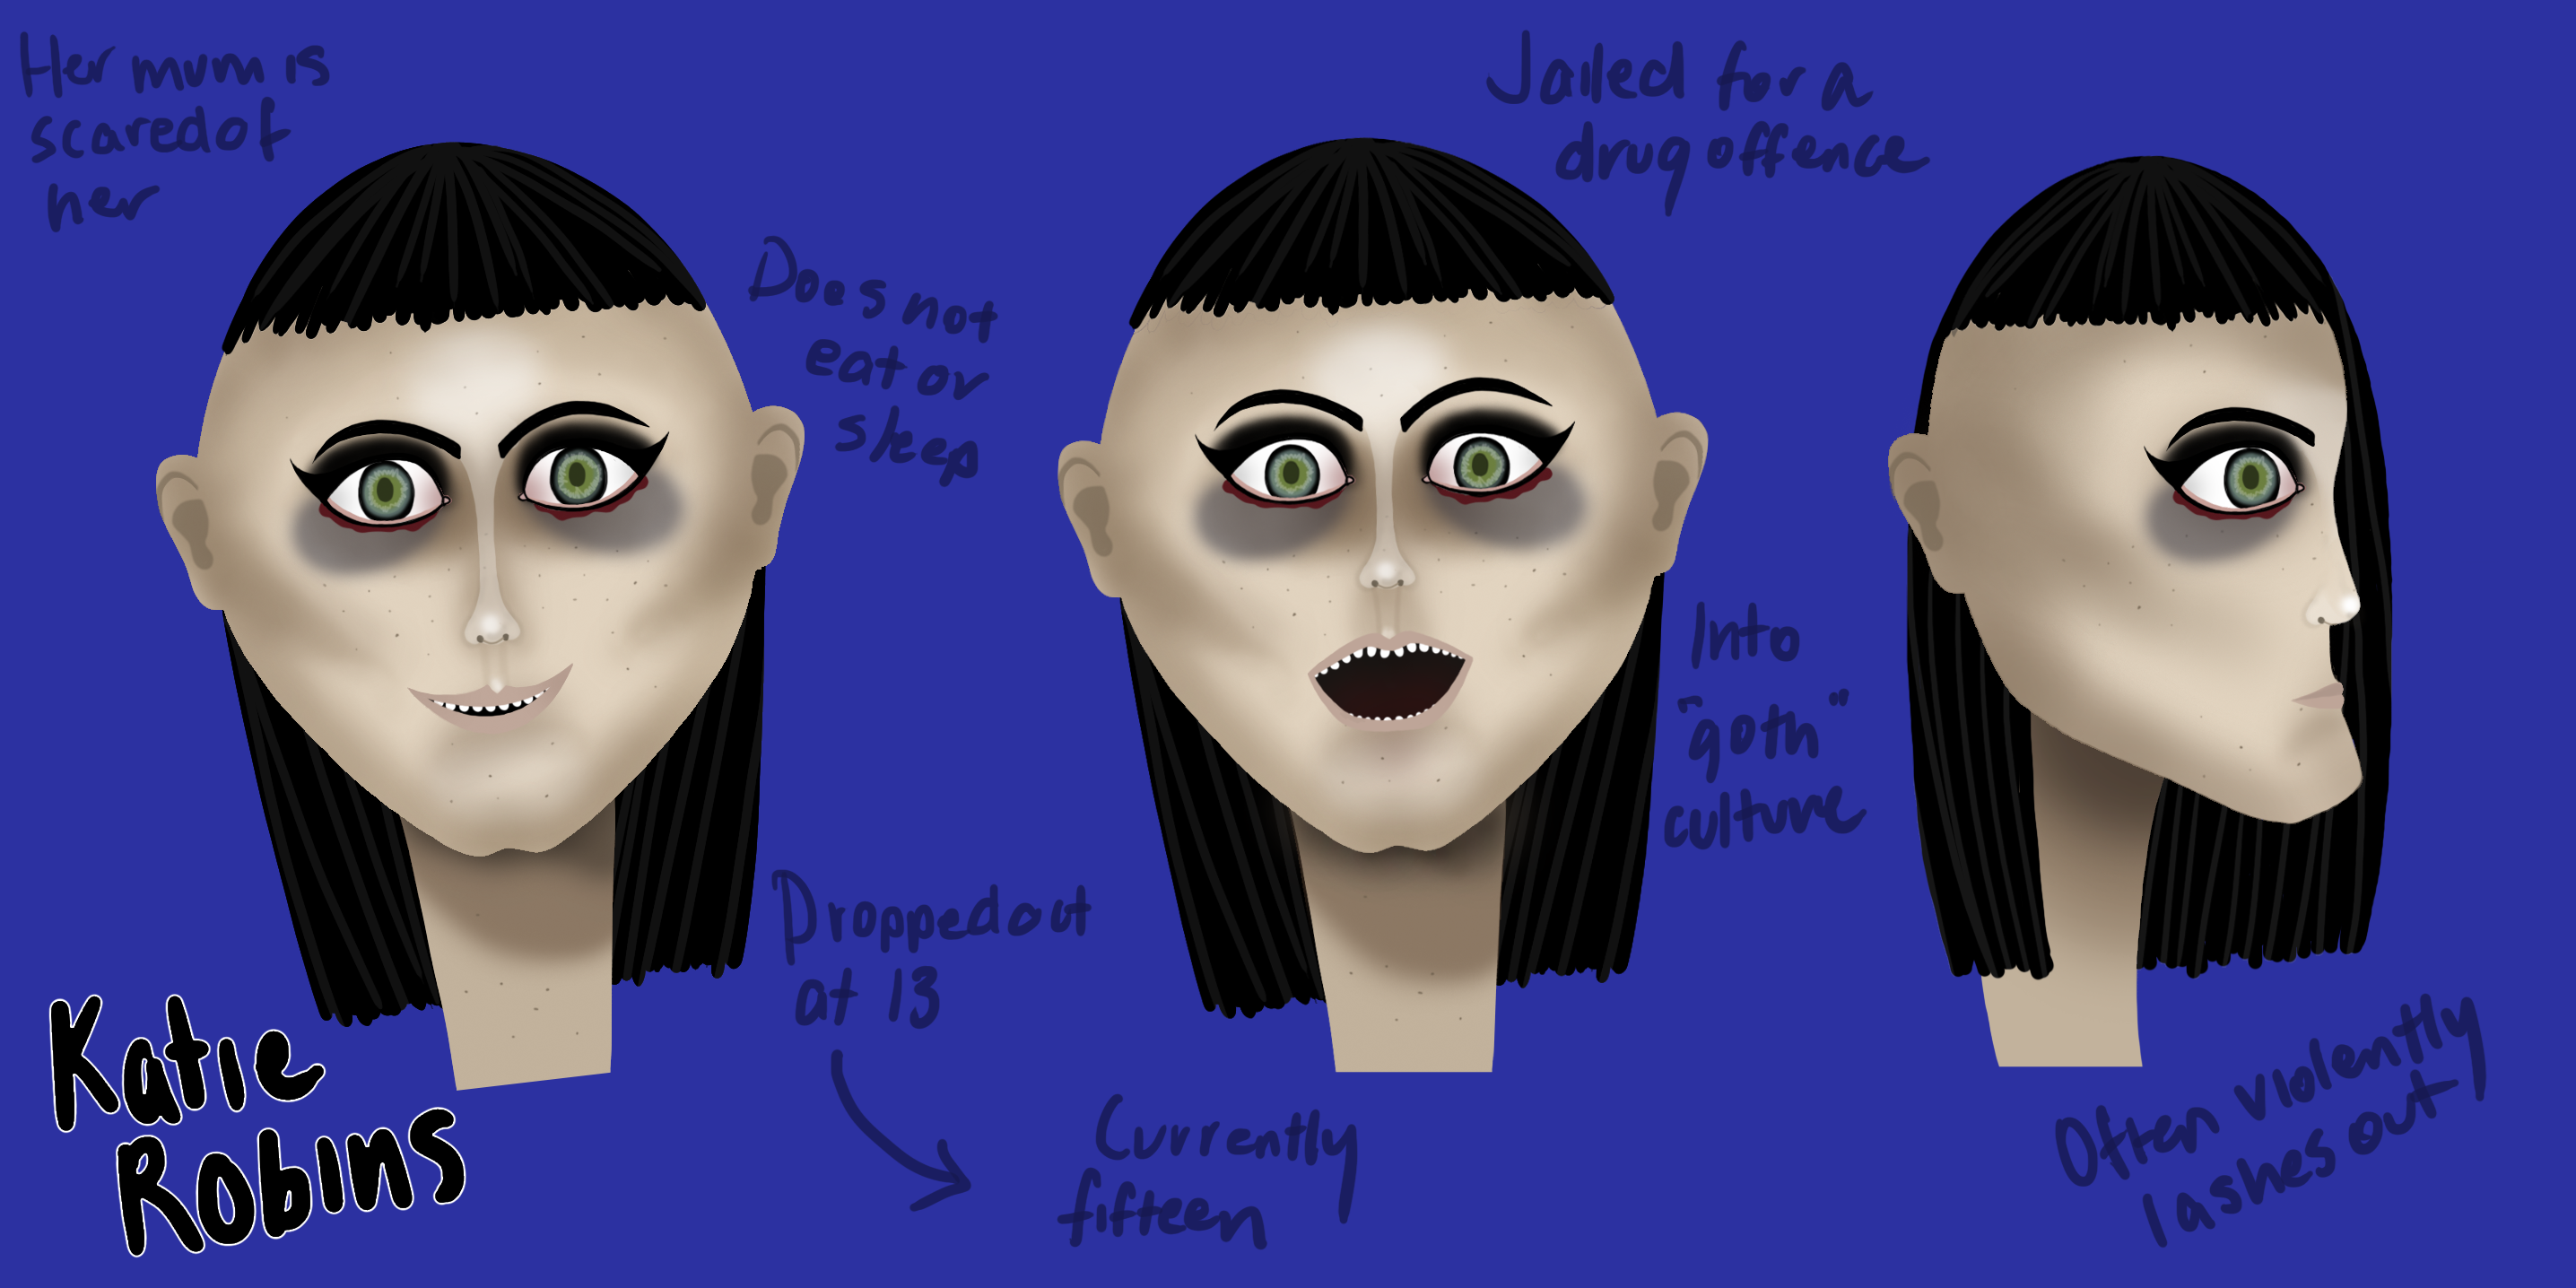 Her mum is
scared of
her
Does not
eat or
sleep
Jailed for a
drug offence
Into
"goth"
culture
Dropped out
at 13
Currently
fifteen
Often violently
lashes out
Katie
Robins